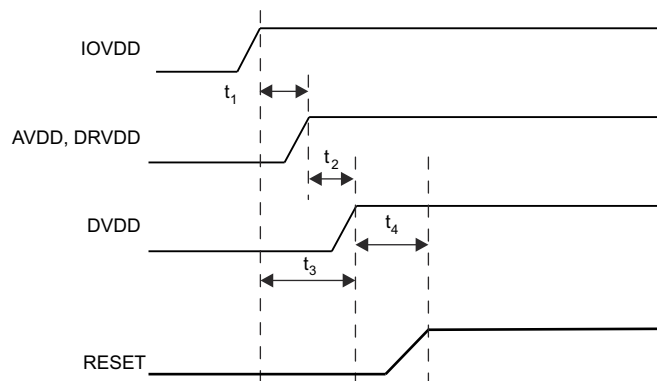 IOVDD
t1
AVDD, DRVDD
t2
DVDD
t4
t3
RESET